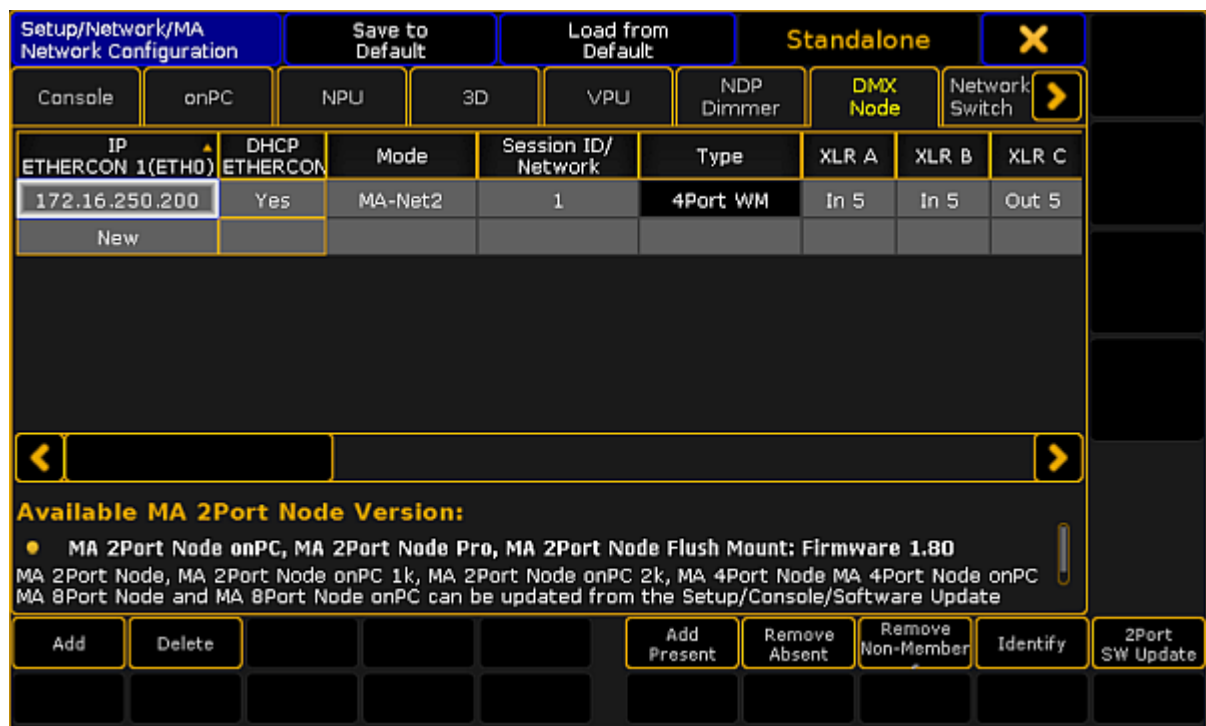 Setup/Network/MA
Network Configuration
Save to
Default
Load from
Default
Standalone
Console
onPC
NPU
3D
VPU
NDP
Dimmer
DMX
Node
Network
Switch
IP
ETHERCON 1(ETH0)
DHCP
ETHERCON
Mode
Session ID/
Network
Type
XLR A
XLR B
XLR C
172.16.250.200
Yes
MA-Net2
1
4Port WM
In 5
In 5
Out 5
New
Available MA 2Port Node Version:
MA 2Port Node onPC, MA 2Port Node Pro, MA 2Port Node Flush Mount: Firmware 1.80
MA 2Port Node, MA 2Port Node onPC 1k, MA 2Port Node onPC 2k, MA 4Port Node MA 4Port Node onPC
MA 8Port Node and MA 8Port Node onPC can be updated from the Setup/Console/Software Update
Add
Delete
Add
Present
Remove
Absent
Remove
Non-Member
Identify
2Port
SW Update